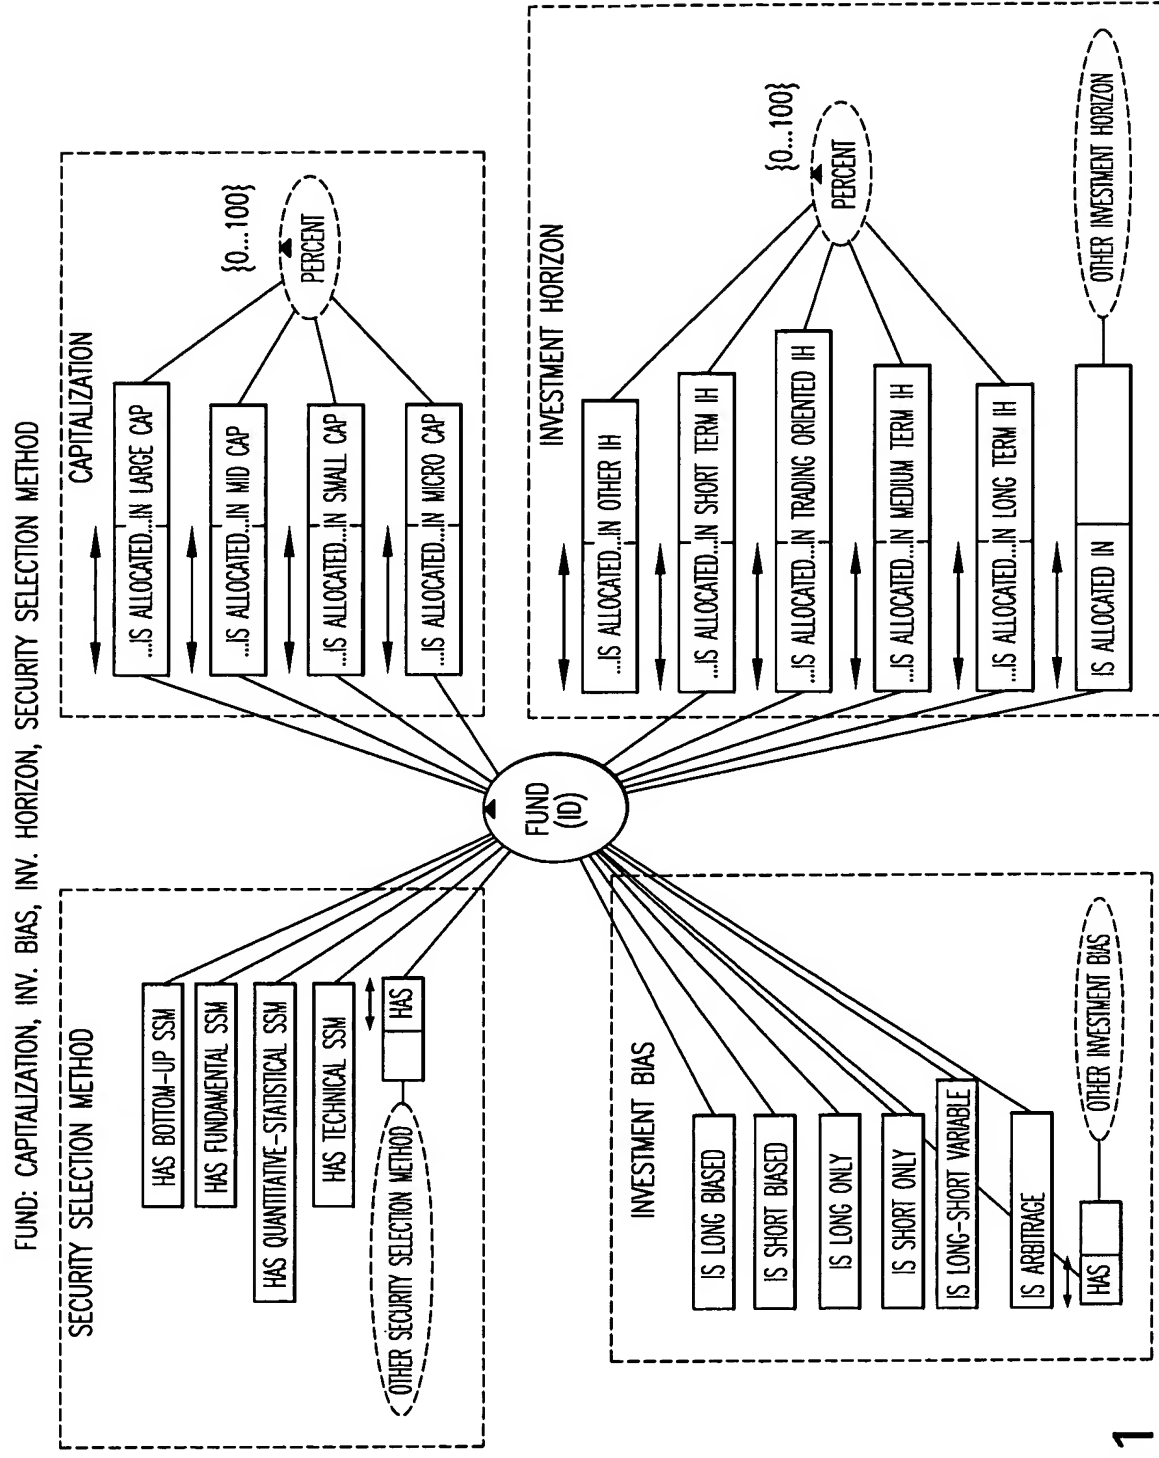 FUND: CAPITALIZATION, INV. BIAS, INV. HORIZON, SECURITY SELECTION METHOD
SECURITY SELECTION METHOD
HAS BOTTOM-UP SSM
HAS FUNDAMENTAL SSM
HAS QUANTITATIVE-STATISTICAL SSM
HAS TECHNICAL SSM
HAS
OTHER SECURITY SELECTION METHOD
CAPITALIZATION
...IS ALLOCATED...IN LARGE CAP
...IS ALLOCATED...IN MID CAP
...IS ALLOCATED...IN SMALL CAP
...IS ALLOCATED...IN MICRO CAP
{0...100}
PERCENT
FUND
(ID)
INVESTMENT BIAS
IS LONG BIASED
IS SHORT BIASED
IS LONG ONLY
IS SHORT ONLY
IS LONG-SHORT VARIABLE
IS ARBITRAGE
HAS
OTHER INVESTMENT BIAS
INVESTMENT HORIZON
...IS ALLOCATED...IN OTHER IH
...IS ALLOCATED...IN SHORT TERM IH
...IS ALLOCATED...IN TRADING ORIENTED IH
...IS ALLOCATED...IN MEDIUM TERM IH
...IS ALLOCATED...IN LONG TERM IH
IS ALLOCATED IN
{0...100}
PERCENT
OTHER INVESTMENT HORIZON
1